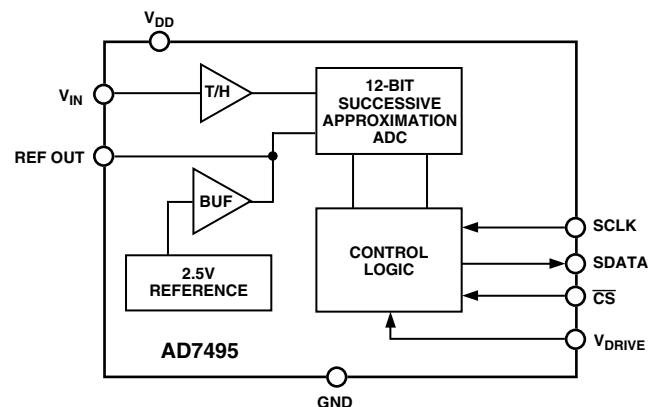 VDD
VIN
T/H
12-BIT
SUCCESSIVE
APPROXIMATION
ADC
REF OUT
BUF
CONTROL
LOGIC
SCLK
SDATA
2.5V
REFERENCE
C̅S̅
VDRIVE
AD7495
GND